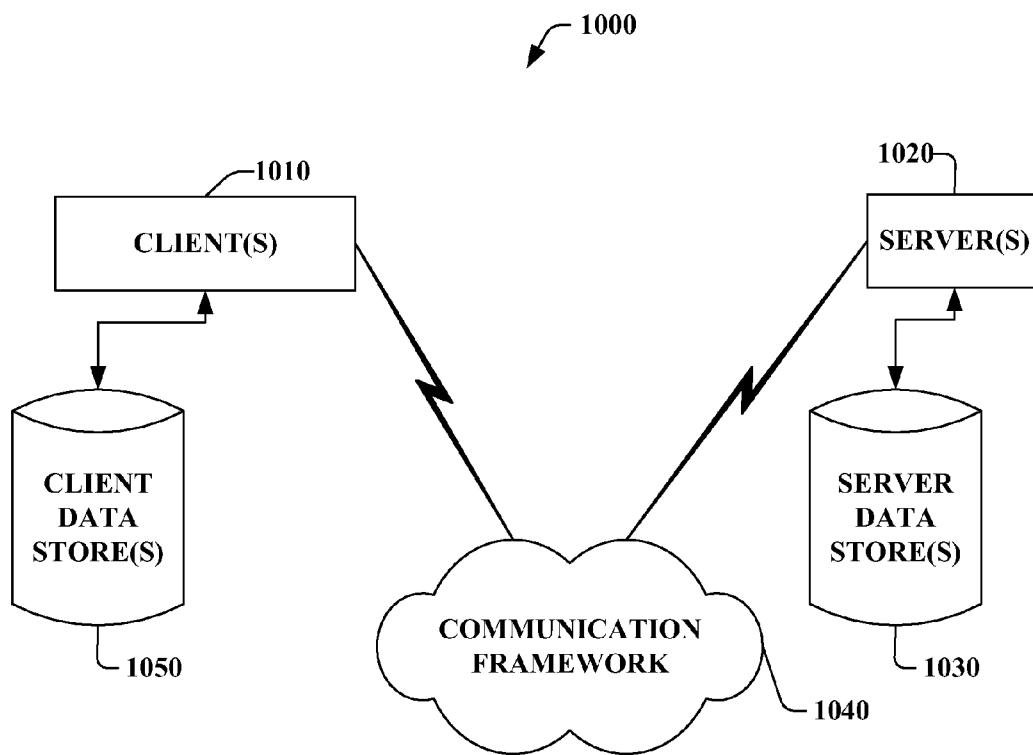 1000
1010
1020
CLIENT(S)
SERVER(S)
CLIENT
DATA
STORE(S)
SERVER
DATA
STORE(S)
COMMUNICATION
FRAMEWORK
1050
1030
1040